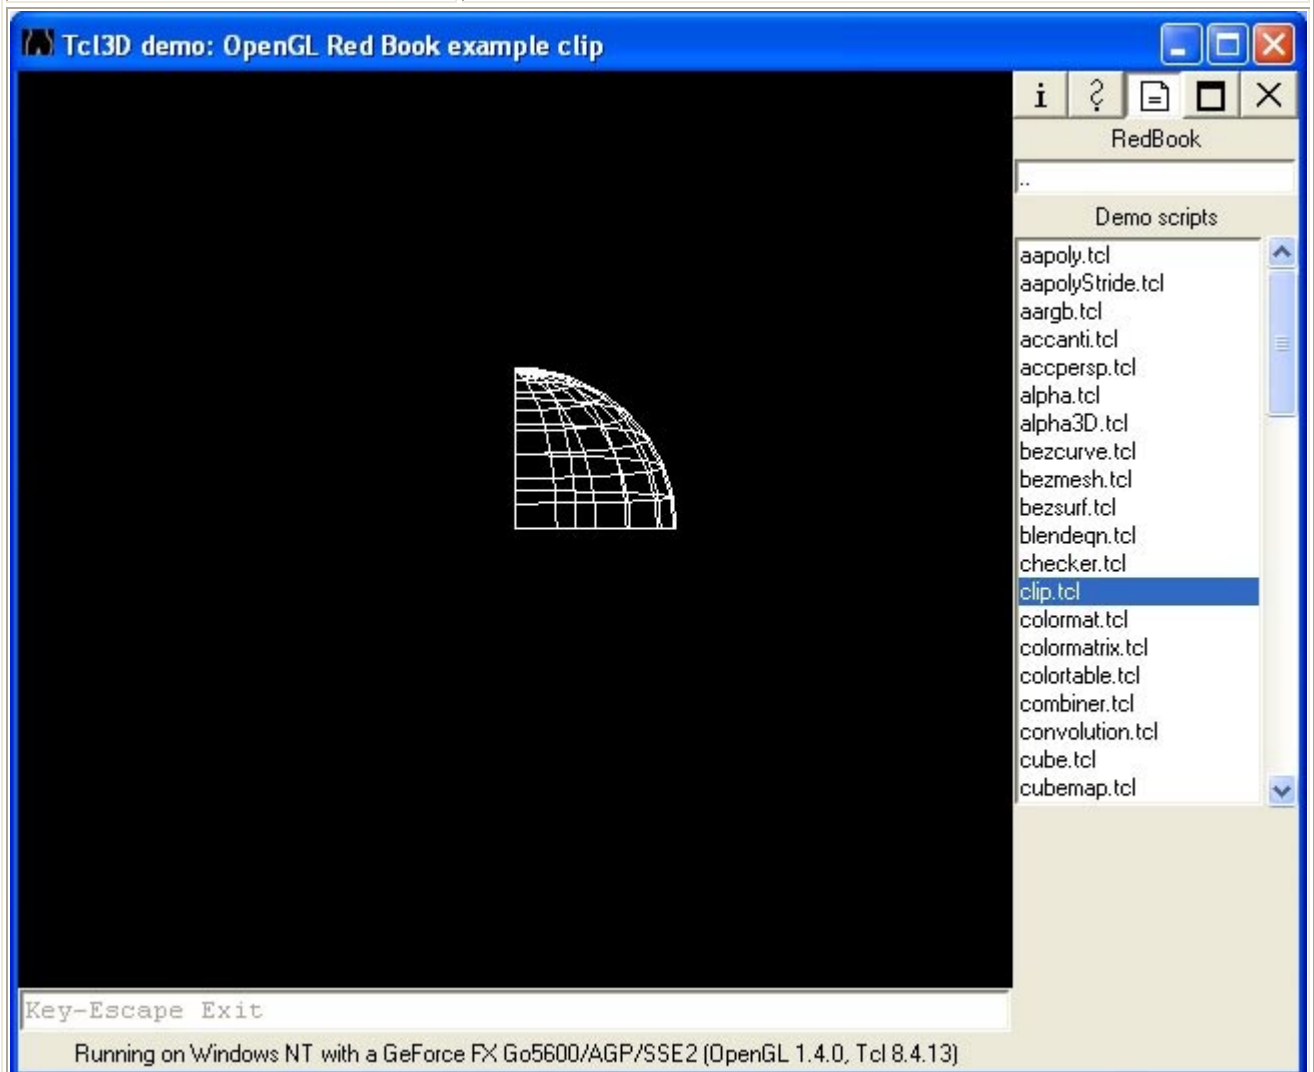 Tcl3D demo: OpenGL Red Book example clip
i
?
RedBook
..
Demo scripts
aapoly.tcl
aapolyStride.tcl
aargb.tcl
accanti.tcl
accpersp.tcl
alpha.tcl
alpha3D.tcl
bezcurve.tcl
bezmesh.tcl
bezsurf.tcl
blendeqn.tcl
checker.tcl
clip.tcl
colormat.tcl
colormatrix.tcl
colortable.tcl
combiner.tcl
convolution.tcl
cube.tcl
cubemap.tcl
Key-Escape Exit
Running on Windows NT with a GeForce FX Go5600/AGP/SSE2 (OpenGL 1.4.0, Tcl 8.4.13)